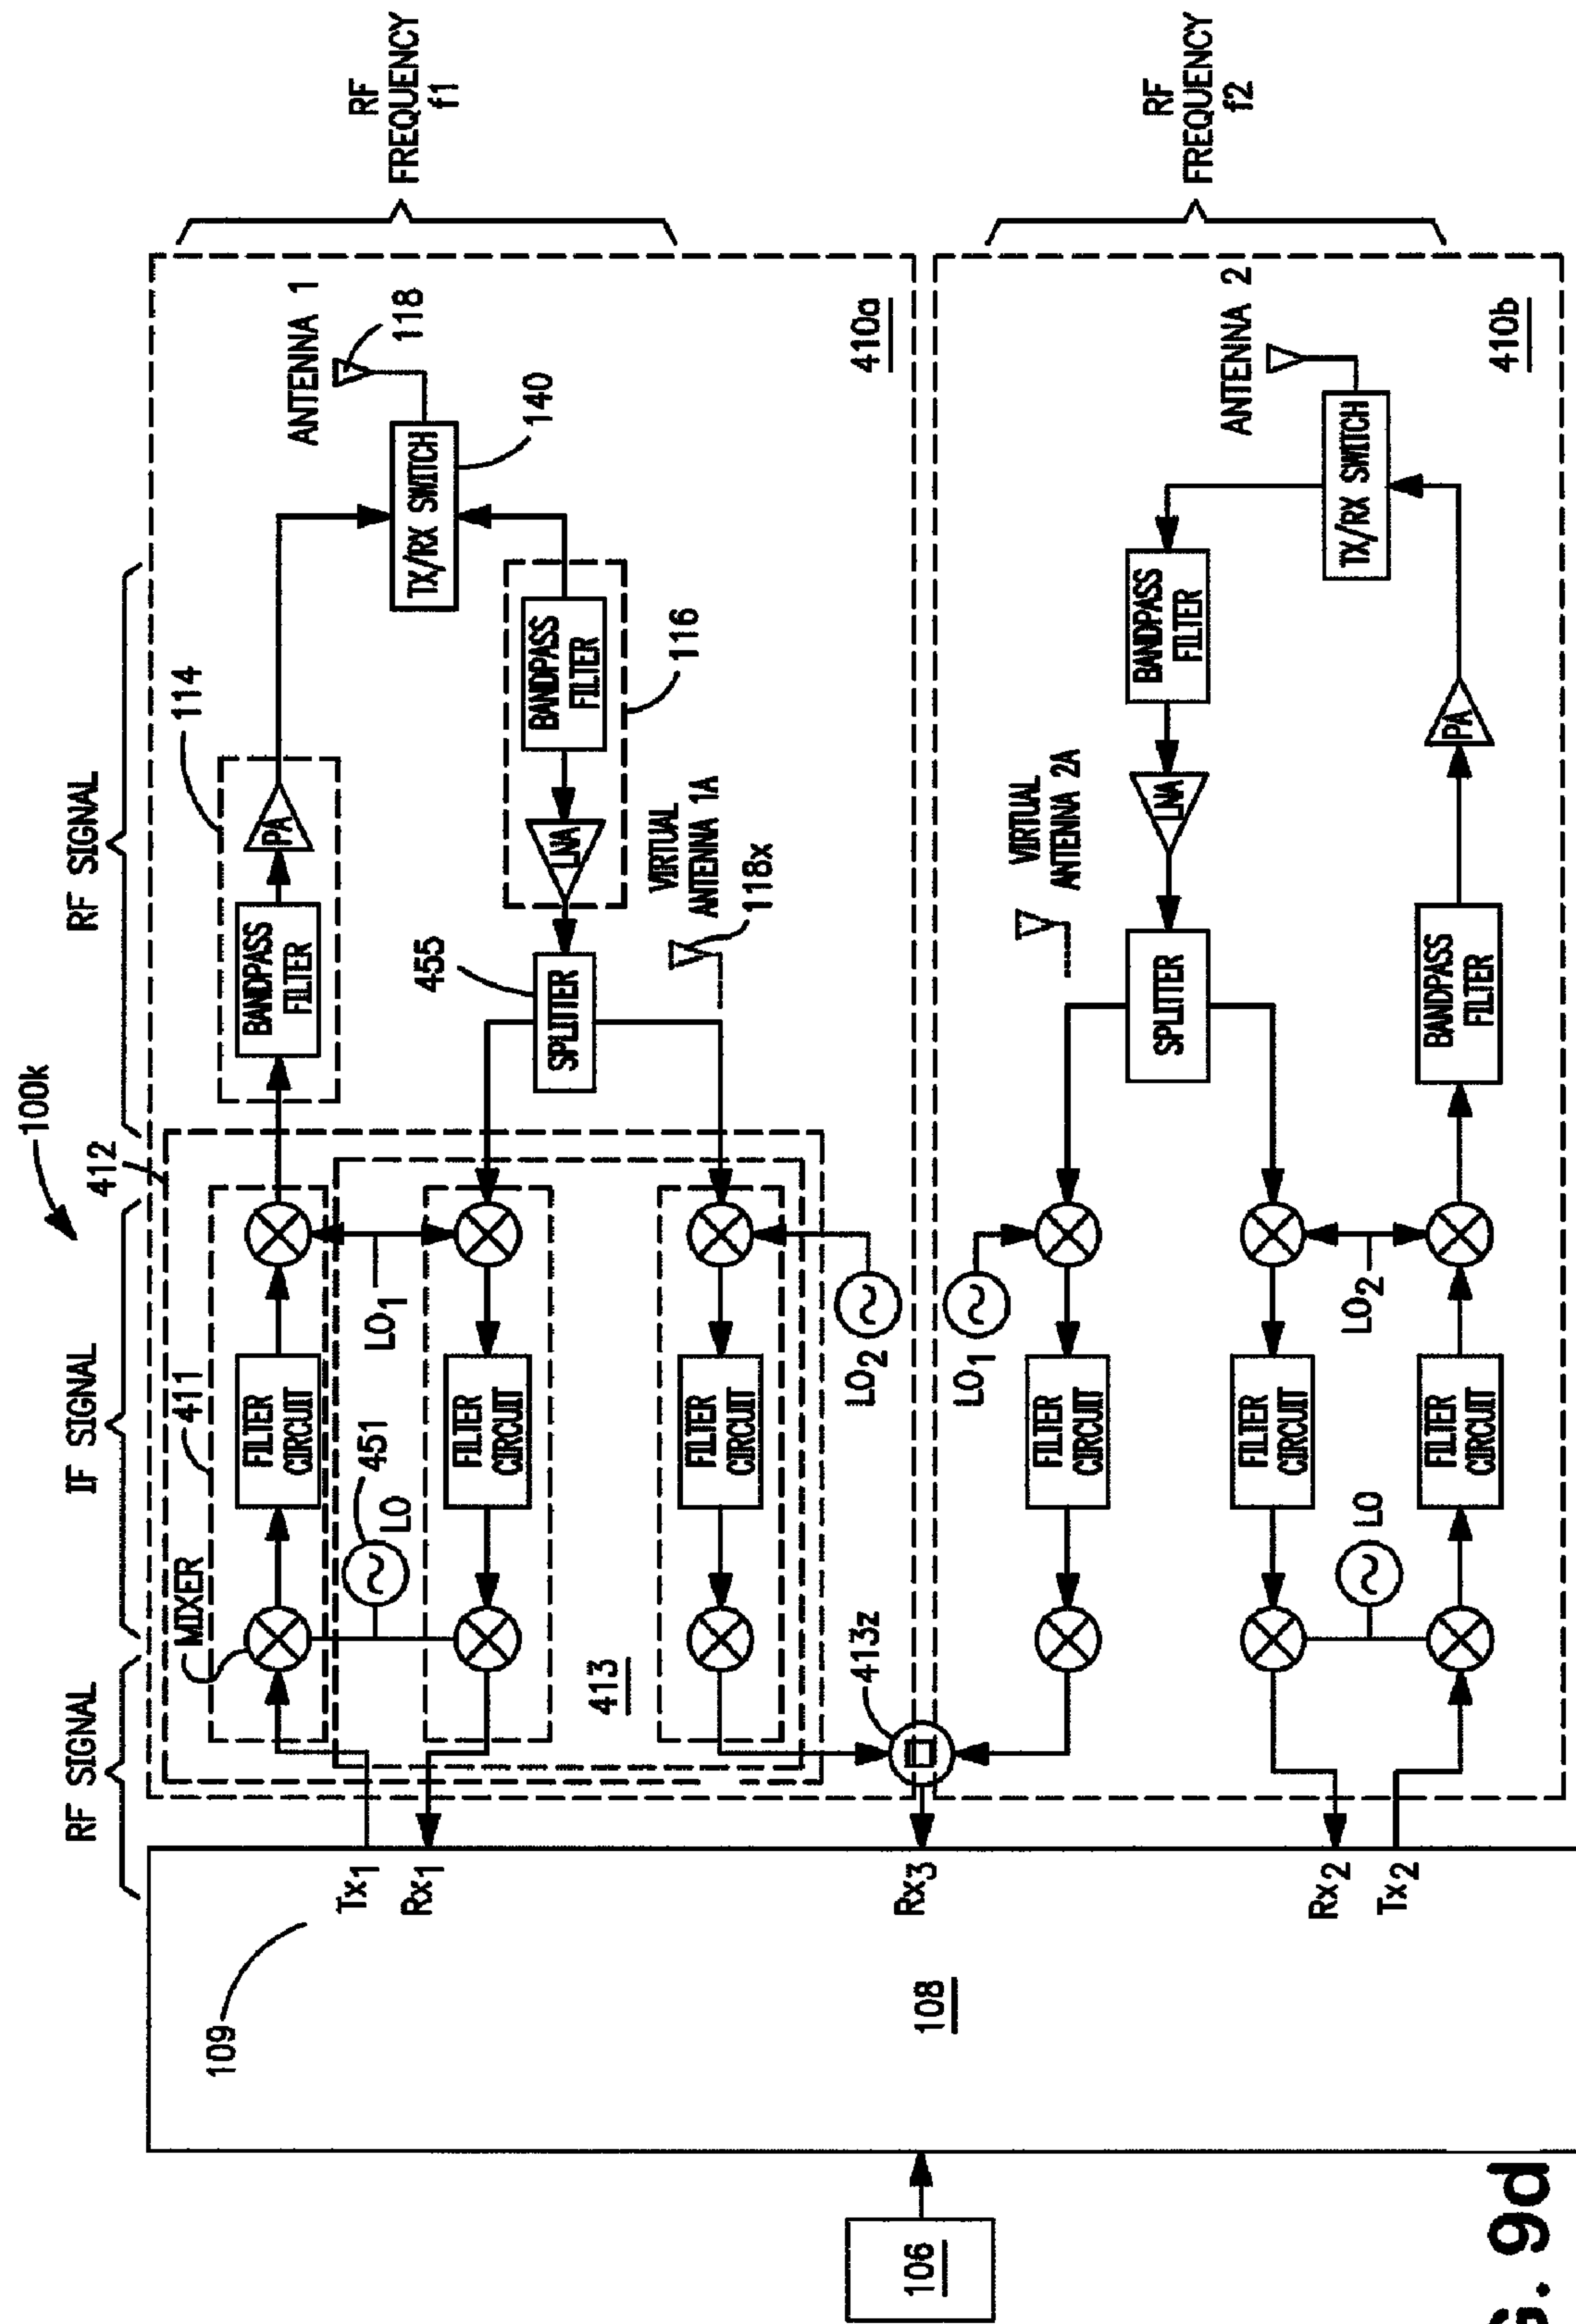 100k
RF SIGNAL
IF SIGNAL
RF SIGNAL
412
411
MIXER
114
FILTER
CIRCUIT
BANDPASS
FILTER
PA
ANTENNA 1
118
RF
FREQUENCY
f1
109
Tx1
Rx1
451
LO
LO1
FILTER
CIRCUIT
455
SPLITTER
LNA
BANDPASS
FILTER
116
TX/RX SWITCH
140
413
FILTER
CIRCUIT
VIRTUAL
ANTENNA 1A
118x
LO2
410a
106
108
Rx3
413z
LO1
FILTER
CIRCUIT
VIRTUAL
ANTENNA 2A
SPLITTER
LNA
BANDPASS
FILTER
ANTENNA 2
RF
FREQUENCY
f2
Rx2
Tx2
FILTER
CIRCUIT
LO
LO2
TX/RX SWITCH
FILTER
CIRCUIT
BANDPASS
FILTER
PA
410b
G. 9d